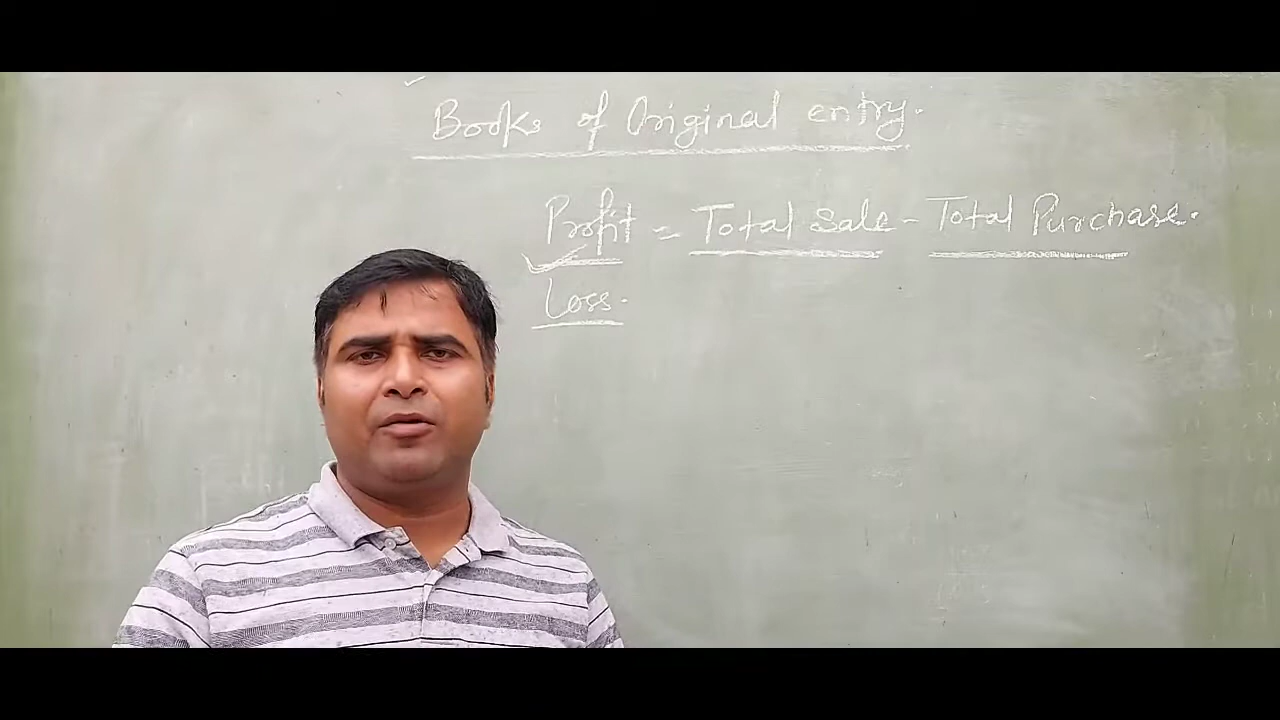 Books of Original entry.
Profit = Total Sale - Total Purchase.
Loss.